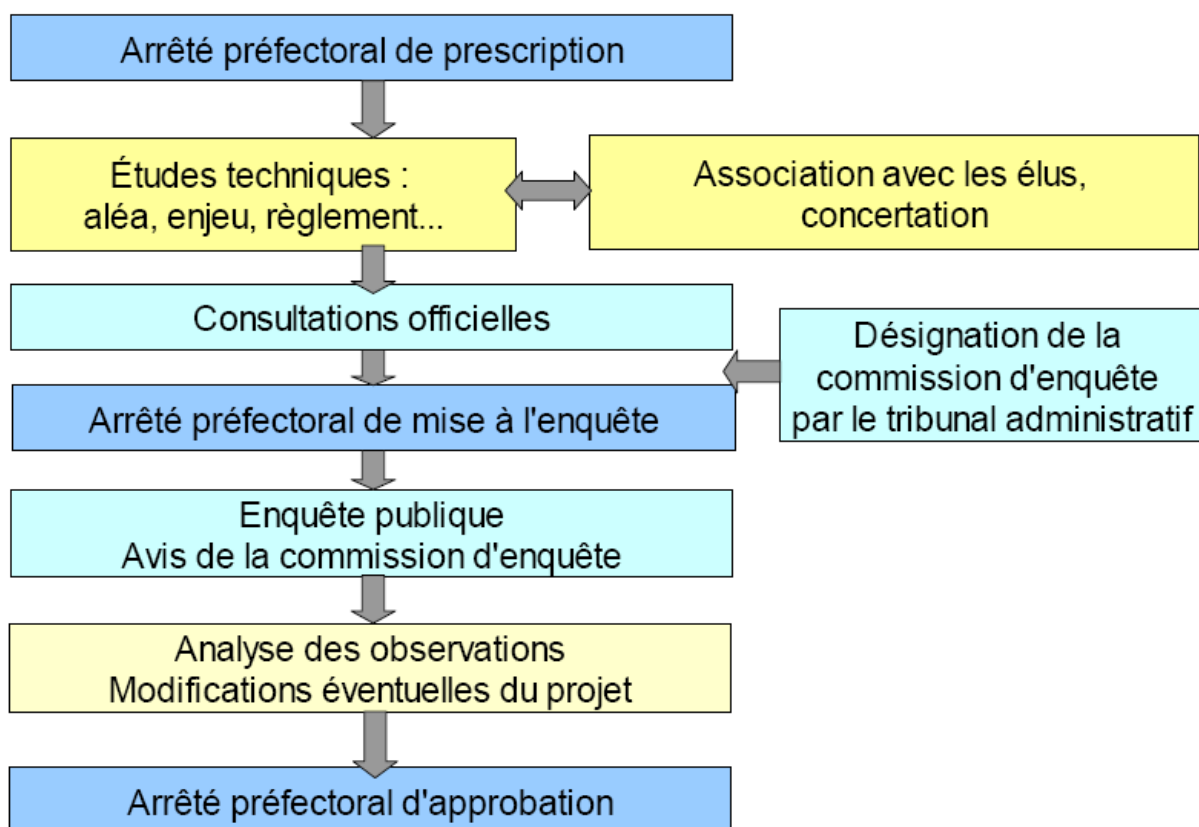 Arrêté préfectoral de prescription
Études techniques :
aléa, enjeu, règlement...
Association avec les élus,
concertation
Consultations officielles
Désignation de la
commission d'enquête
par le tribunal administratif
Arrêté préfectoral de mise à l'enquête
Enquête publique
Avis de la commission d'enquête
Analyse des observations
Modifications éventuelles du projet
Arrêté préfectoral d'approbation